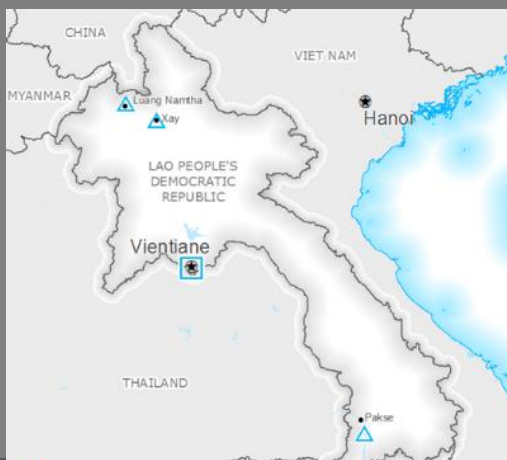 CHINA
VIET NAM
MYANMAR
Luang Namtha
Xay
Hanoi
LAO PEOPLE'S
DEMOCRATIC
REPUBLIC
Vientiane
THAILAND
Pakse